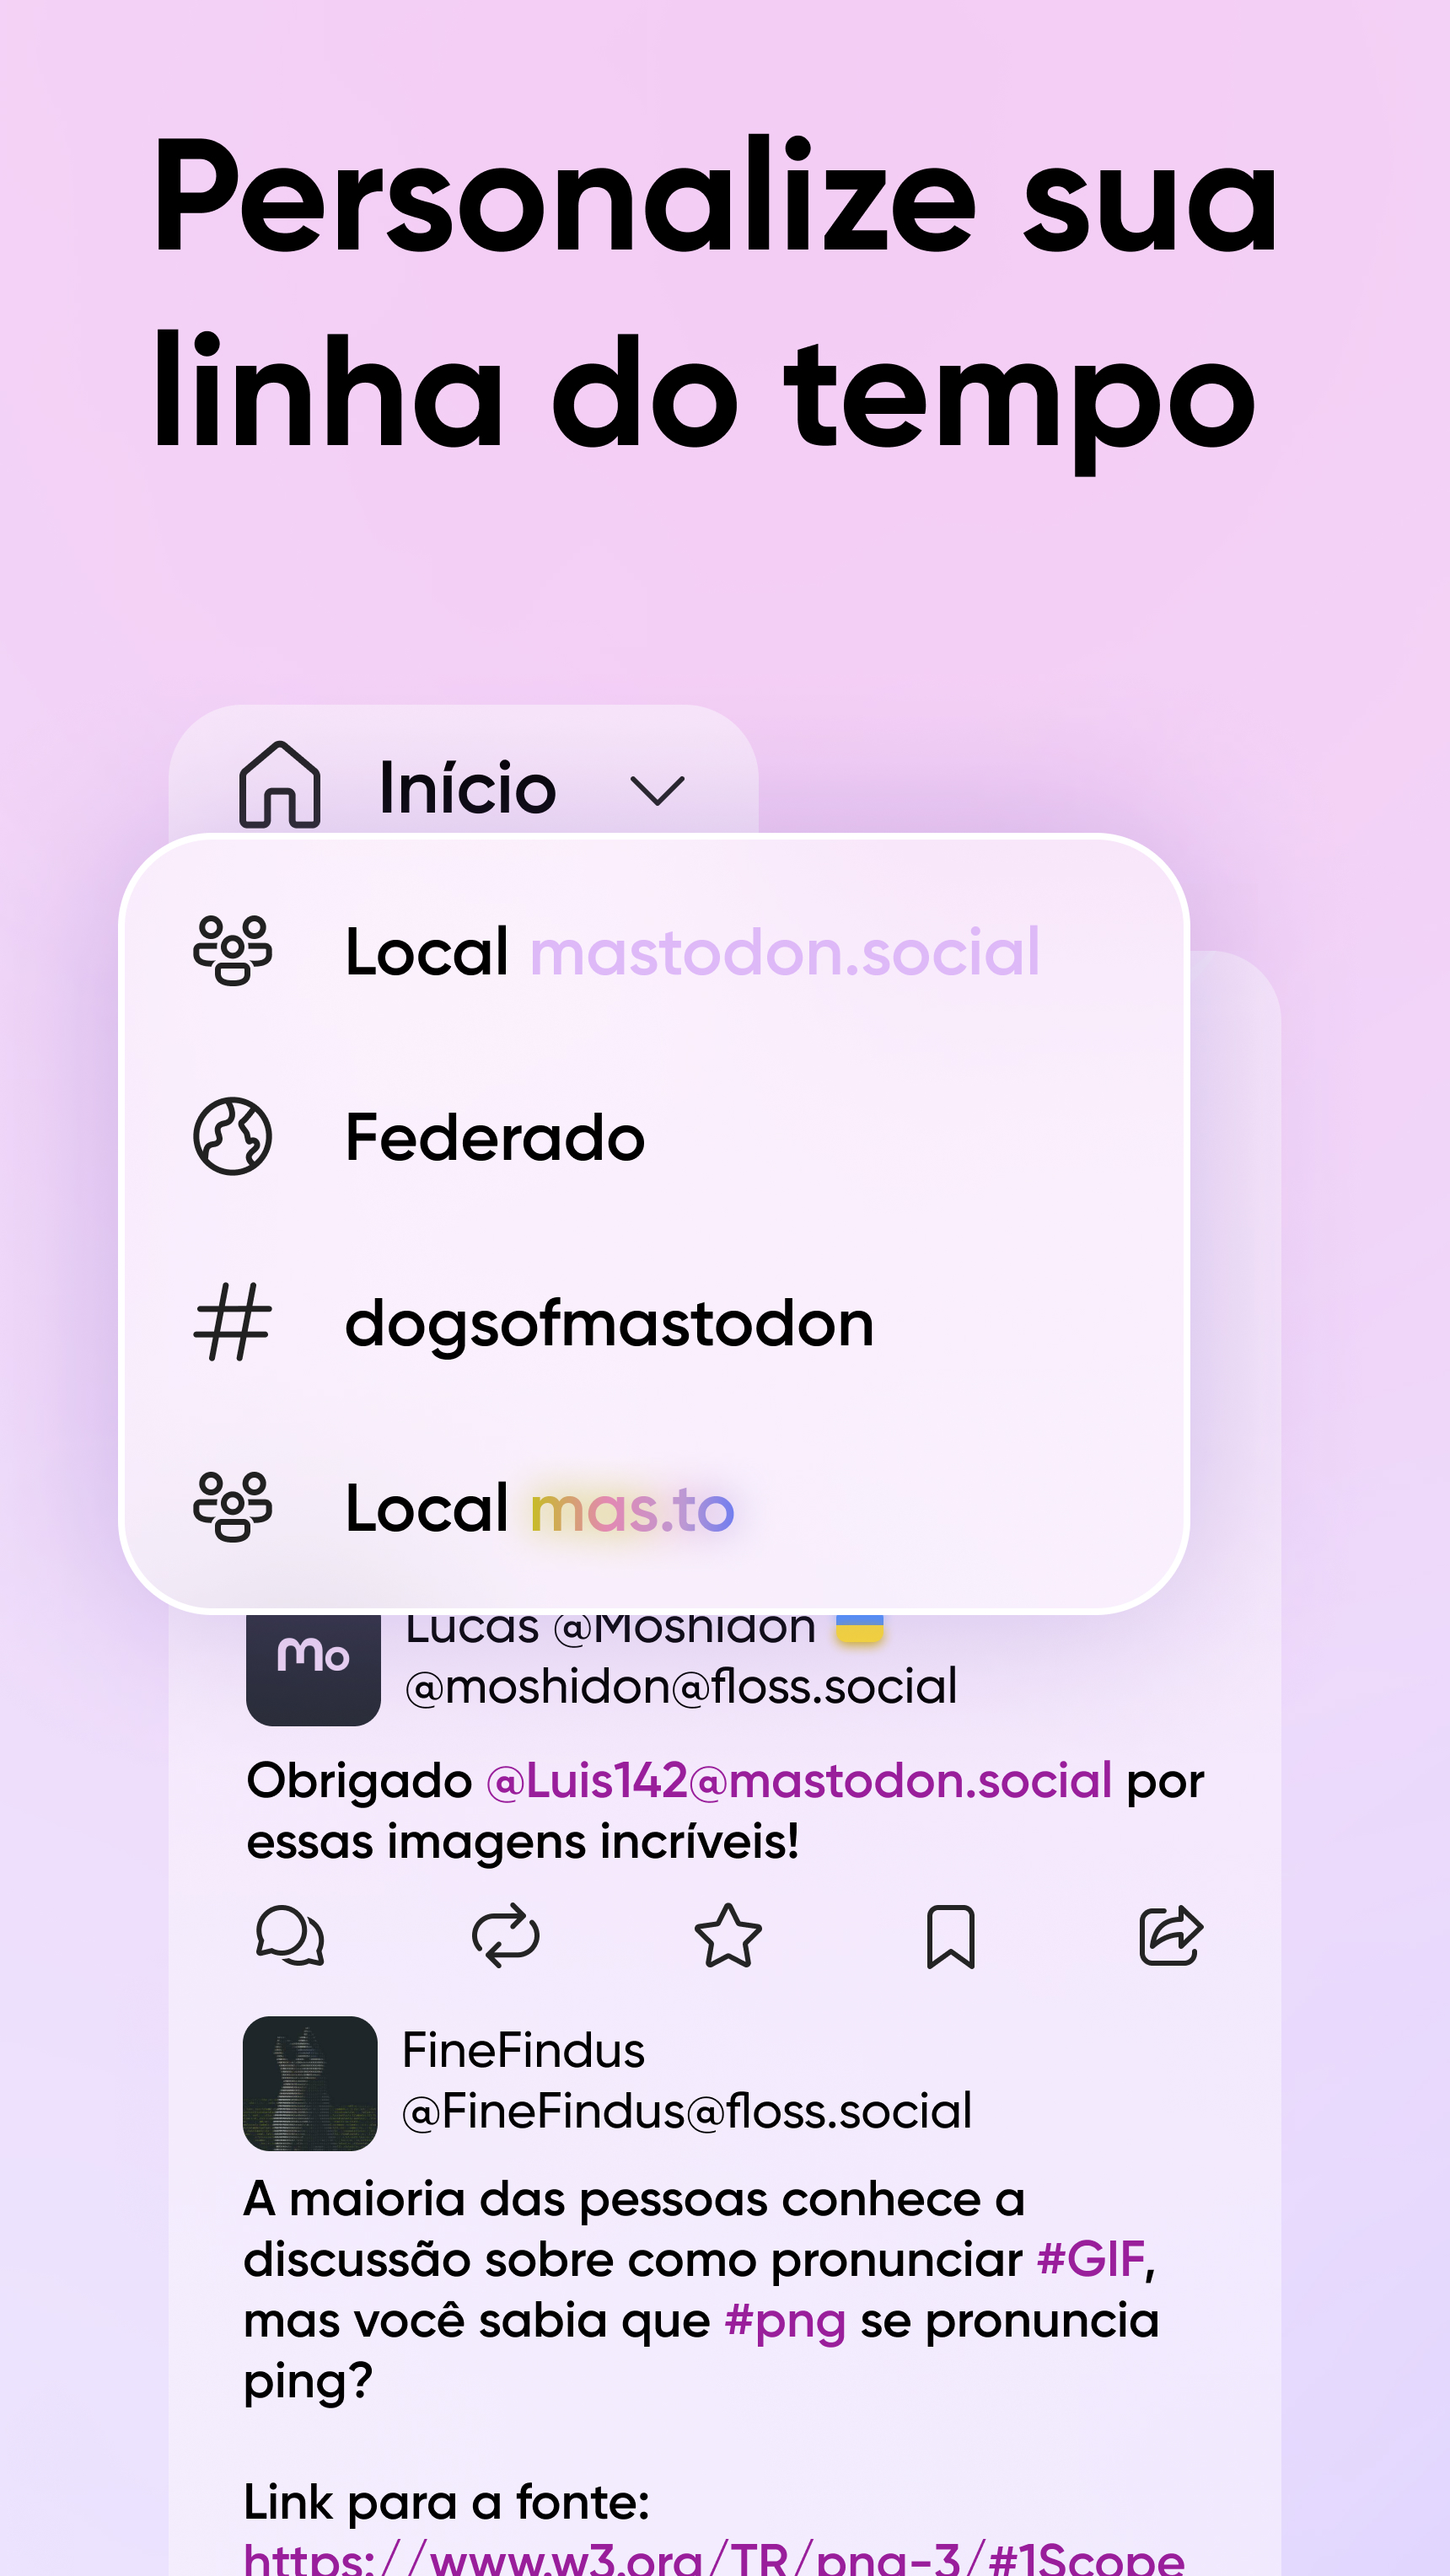 Personalize sua
linha do tempo
Início
Local mastodon.social
Federado
dogsofmastodon
Local mas.to
mo
Lucas @Moshidon
@moshidon@floss.social
Obrigado @Luis142@mastodon.social por
essas imagens incríveis!
FineFindus
@FineFindus@floss.social
A maioria das pessoas conhece a
discussão sobre como pronunciar #GIF,
mas você sabia que #png se pronuncia
ping?
Link para a fonte:
https://www.w3.org/TR/png-3/#1Scope